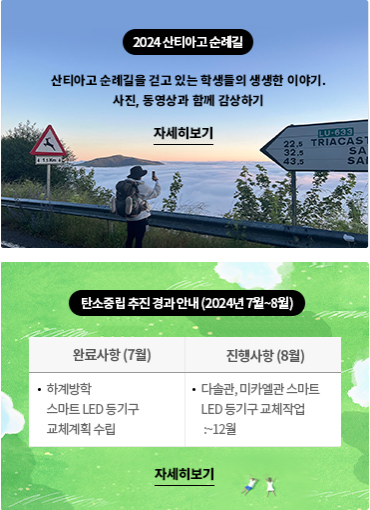 2024 산티아고 순례길
산티아고 순례길을 걷고 있는 학생들의 생생한 이야기.
사진, 동영상과 함께 감상하기
자세히보기
LU-633
TRIACAST
22,5
32,5 SA
43,5 SA
탄소중립 추진 경과 안내 (2024년 7월~8월)
완료사항 (7월)
진행사항 (8월)
• 하계방학
스마트 LED 등기구
교체계획 수립
• 다솔관, 미카엘관 스마트
LED 등기구 교체작업
:~12월
자세히보기